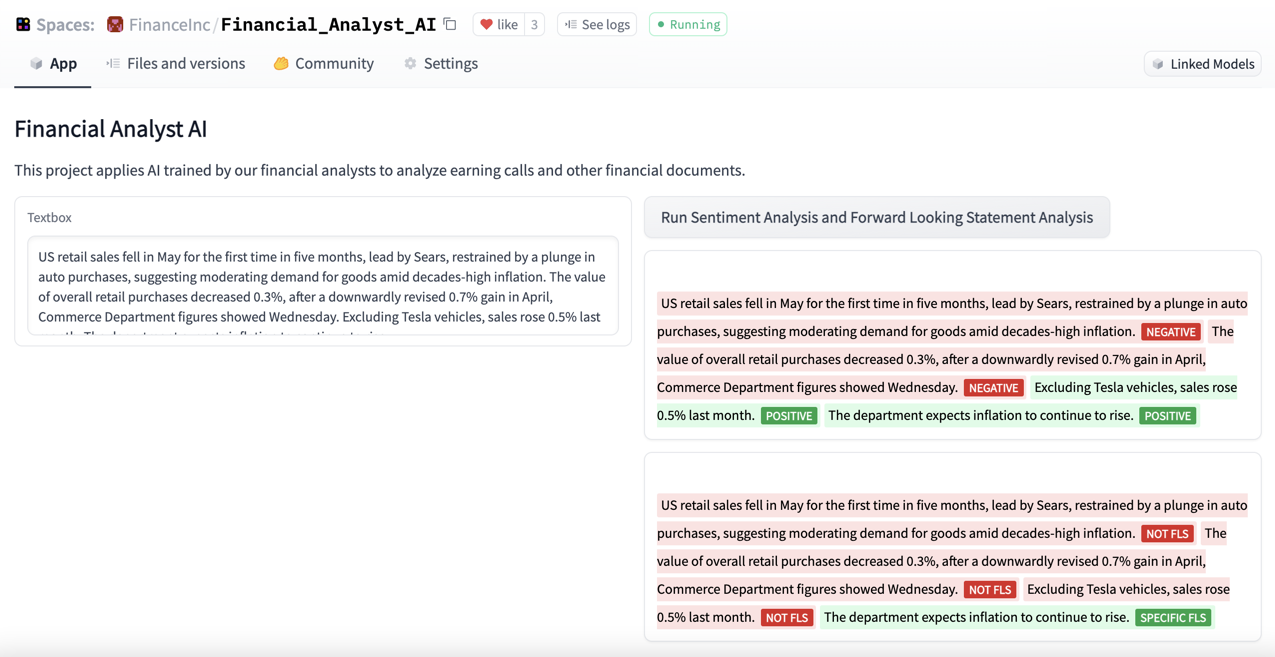 Spaces: FinanceInc/Financial_Analyst_AI like 3 See logs Running
App Files and versions Community Settings Linked Models
Financial Analyst AI
This project applies AI trained by our financial analysts to analyze earning calls and other financial documents.
Textbox
US retail sales fell in May for the first time in five months, lead by Sears, restrained by a plunge in
auto purchases, suggesting moderating demand for goods amid decades-high inflation. The value
of overall retail purchases decreased 0.3%, after a downwardly revised 0.7% gain in April,
Commerce Department figures showed Wednesday. Excluding Tesla vehicles, sales rose 0.5% last
Run Sentiment Analysis and Forward Looking Statement Analysis
US retail sales fell in May for the first time in five months, lead by Sears, restrained by a plunge in auto
purchases, suggesting moderating demand for goods amid decades-high inflation. NEGATIVE The
value of overall retail purchases decreased 0.3%, after a downwardly revised 0.7% gain in April,
Commerce Department figures showed Wednesday. NEGATIVE Excluding Tesla vehicles, sales rose
0.5% last month. POSITIVE The department expects inflation to continue to rise. POSITIVE
US retail sales fell in May for the first time in five months, lead by Sears, restrained by a plunge in auto
purchases, suggesting moderating demand for goods amid decades-high inflation. NOT FLS The
value of overall retail purchases decreased 0.3%, after a downwardly revised 0.7% gain in April,
Commerce Department figures showed Wednesday. NOT FLS Excluding Tesla vehicles, sales rose
0.5% last month. NOT FLS The department expects inflation to continue to rise. SPECIFIC FLS